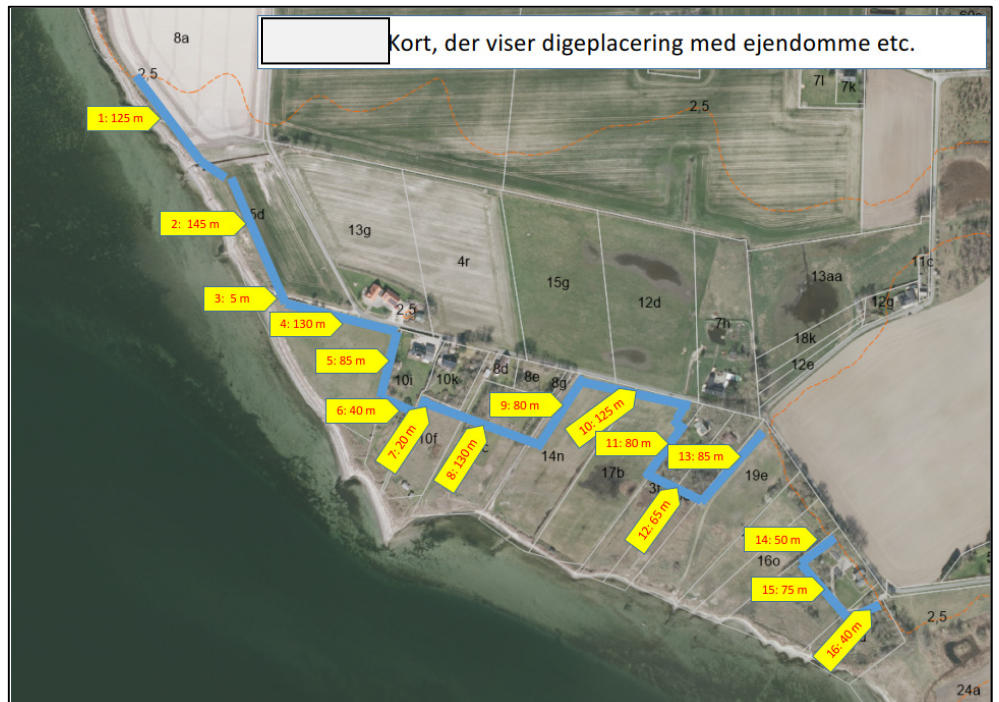 Kort, der viser digeplacering med ejendomme etc.
8a
2,5
7l
7k
2,5
1: 125 m
5d
2: 145 m
13g
4r
15g
12d
13aa
11c
12g
18k
12e
7h
3: 5 m
2,5
4: 130 m
5: 85 m
10i
10k
8d
8e
8g
6: 40 m
7: 20 m
10f
8: 130 m
9: 80 m
14n
10: 125 m
11: 80 m
17b
12: 65 m
13: 85 m
19e
14: 50 m
16o
15: 75 m
16: 40 m
2,5
24a